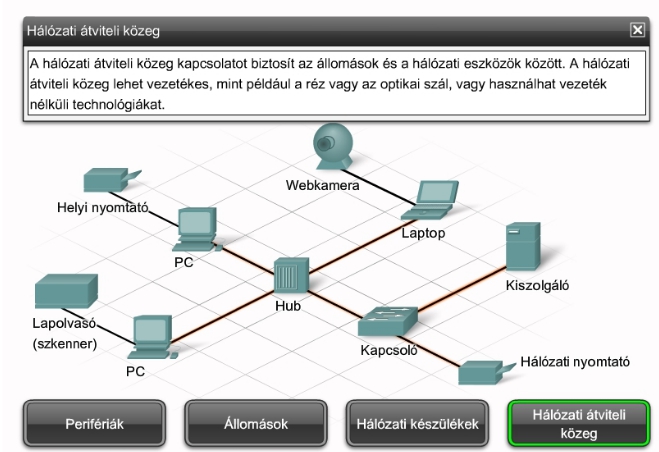 Hálózati átviteli közeg
A hálózati átviteli közeg kapcsolatot biztosít az állomások és a hálózati eszközök között. A hálózati
átviteli közeg lehet vezetékes, mint például a réz vagy az optikai szál, vagy használhat vezeték
nélküli technológiákat.
Webkamera
Helyi nyomtató
Laptop
PC
Kiszolgáló
Hub
Lapolvasó
(szkenner)
Kapcsoló
Hálózati nyomtató
PC
Perifériák
Állomások
Hálózati készülékek
Hálózati átviteli
közeg